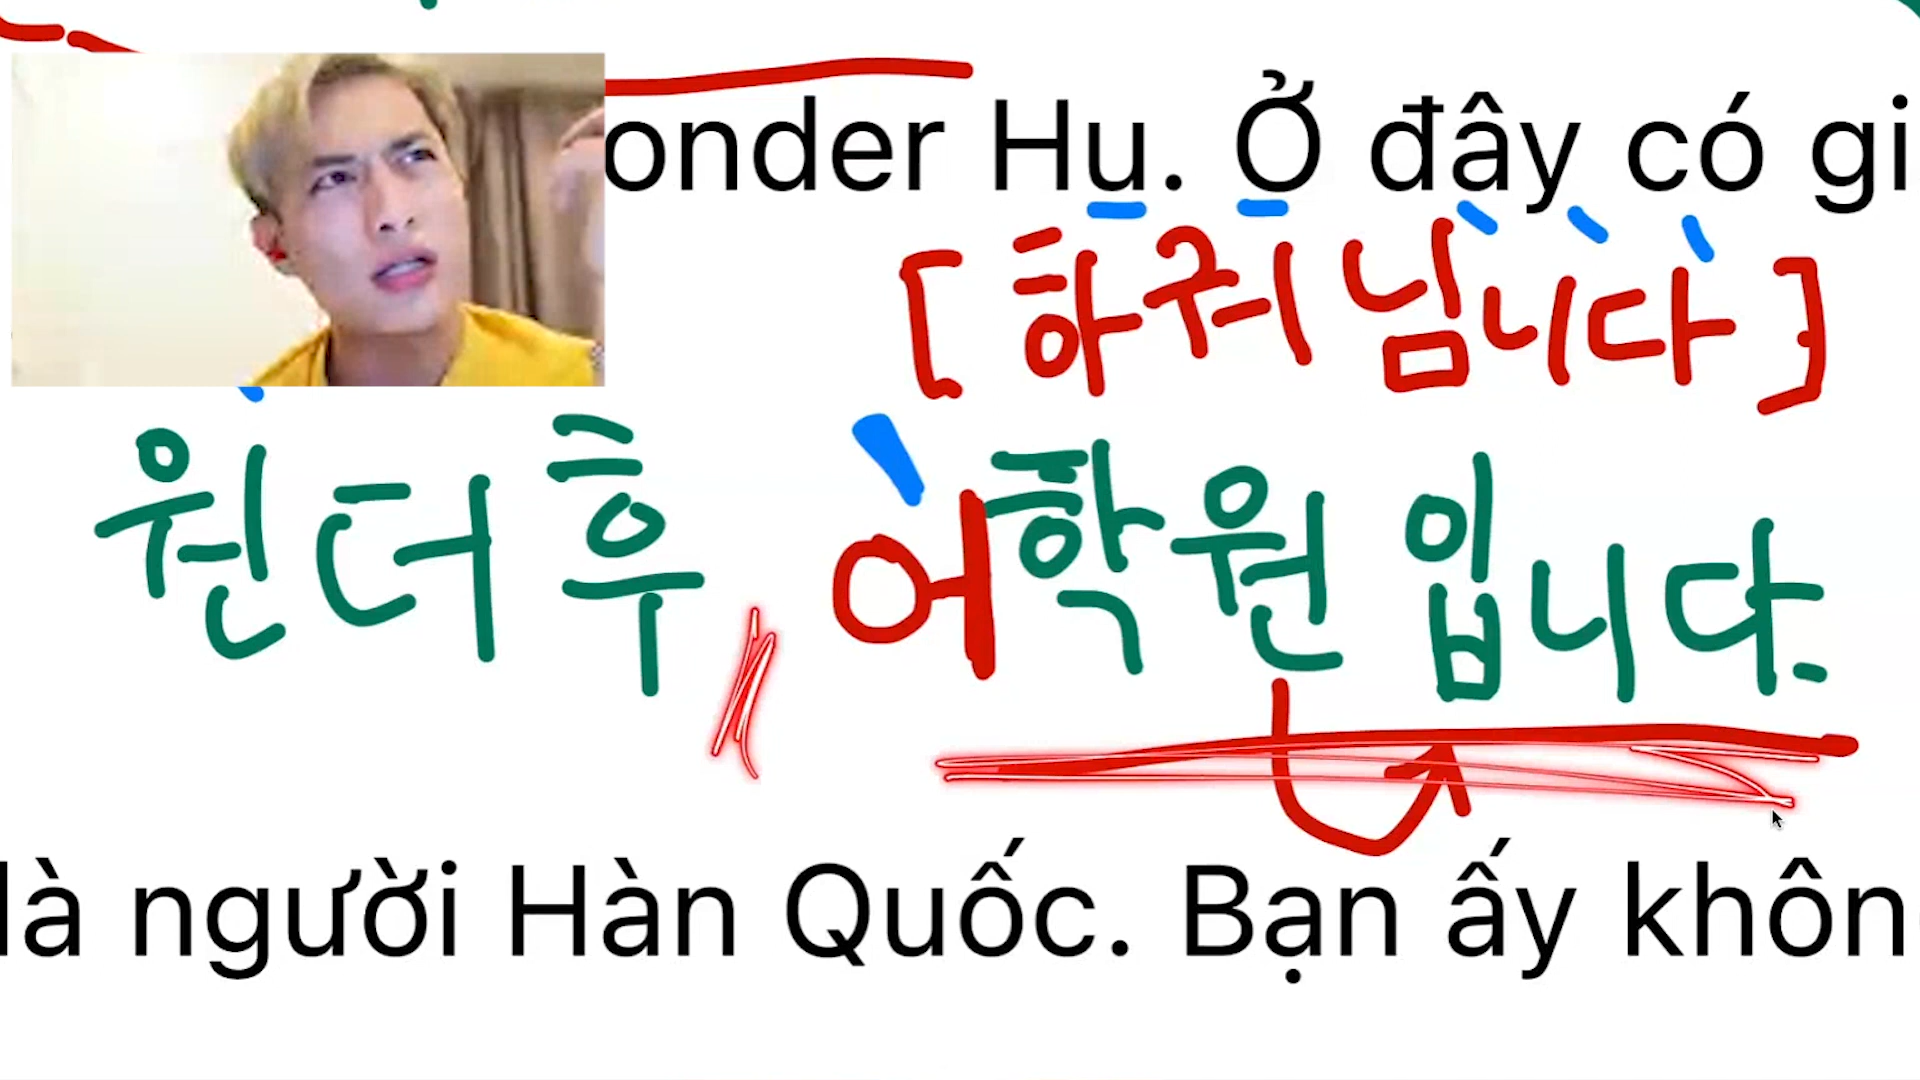 onder Hu. Ở đây có gi
[하궈님니다]
원더후, 어학원입니다.
là người Hàn Quốc. Bạn ấy khôn